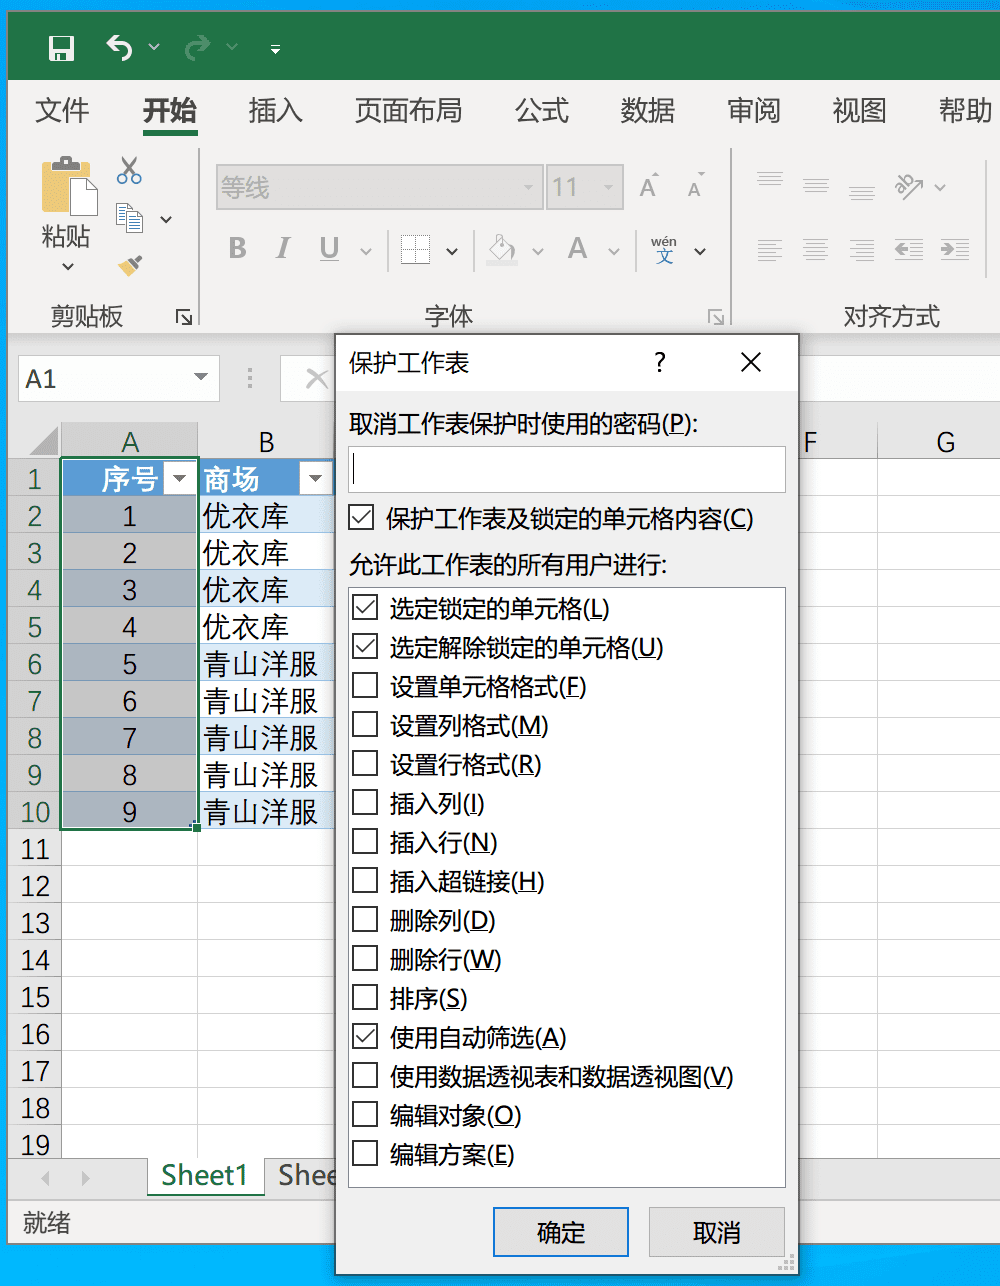 文件 开始 插入 页面布局 公式 数据 审阅 视图 帮助
粘贴
等线 11 A A ab
B I U A wén 文
剪贴板 字体 对齐方式
A1
保护工作表 ? ×
取消工作表保护时使用的密码(P):
保护工作表及锁定的单元格内容(C)
允许此工作表的所有用户进行:
选定锁定的单元格(L)
选定解除锁定的单元格(U)
设置单元格格式(F)
设置列格式(M)
设置行格式(R)
插入列(I)
插入行(N)
插入超链接(H)
删除列(D)
删除行(W)
排序(S)
使用自动筛选(A)
使用数据透视表和数据透视图(V)
编辑对象(O)
编辑方案(E)
确定 取消
A B F G
1 序号 商场
2 1 优衣库
3 2 优衣库
4 3 优衣库
5 4 优衣库
6 5 青山洋服
7 6 青山洋服
8 7 青山洋服
9 8 青山洋服
10 9 青山洋服
11
12
13
14
15
16
17
18
19
Sheet1 Shee
就绪